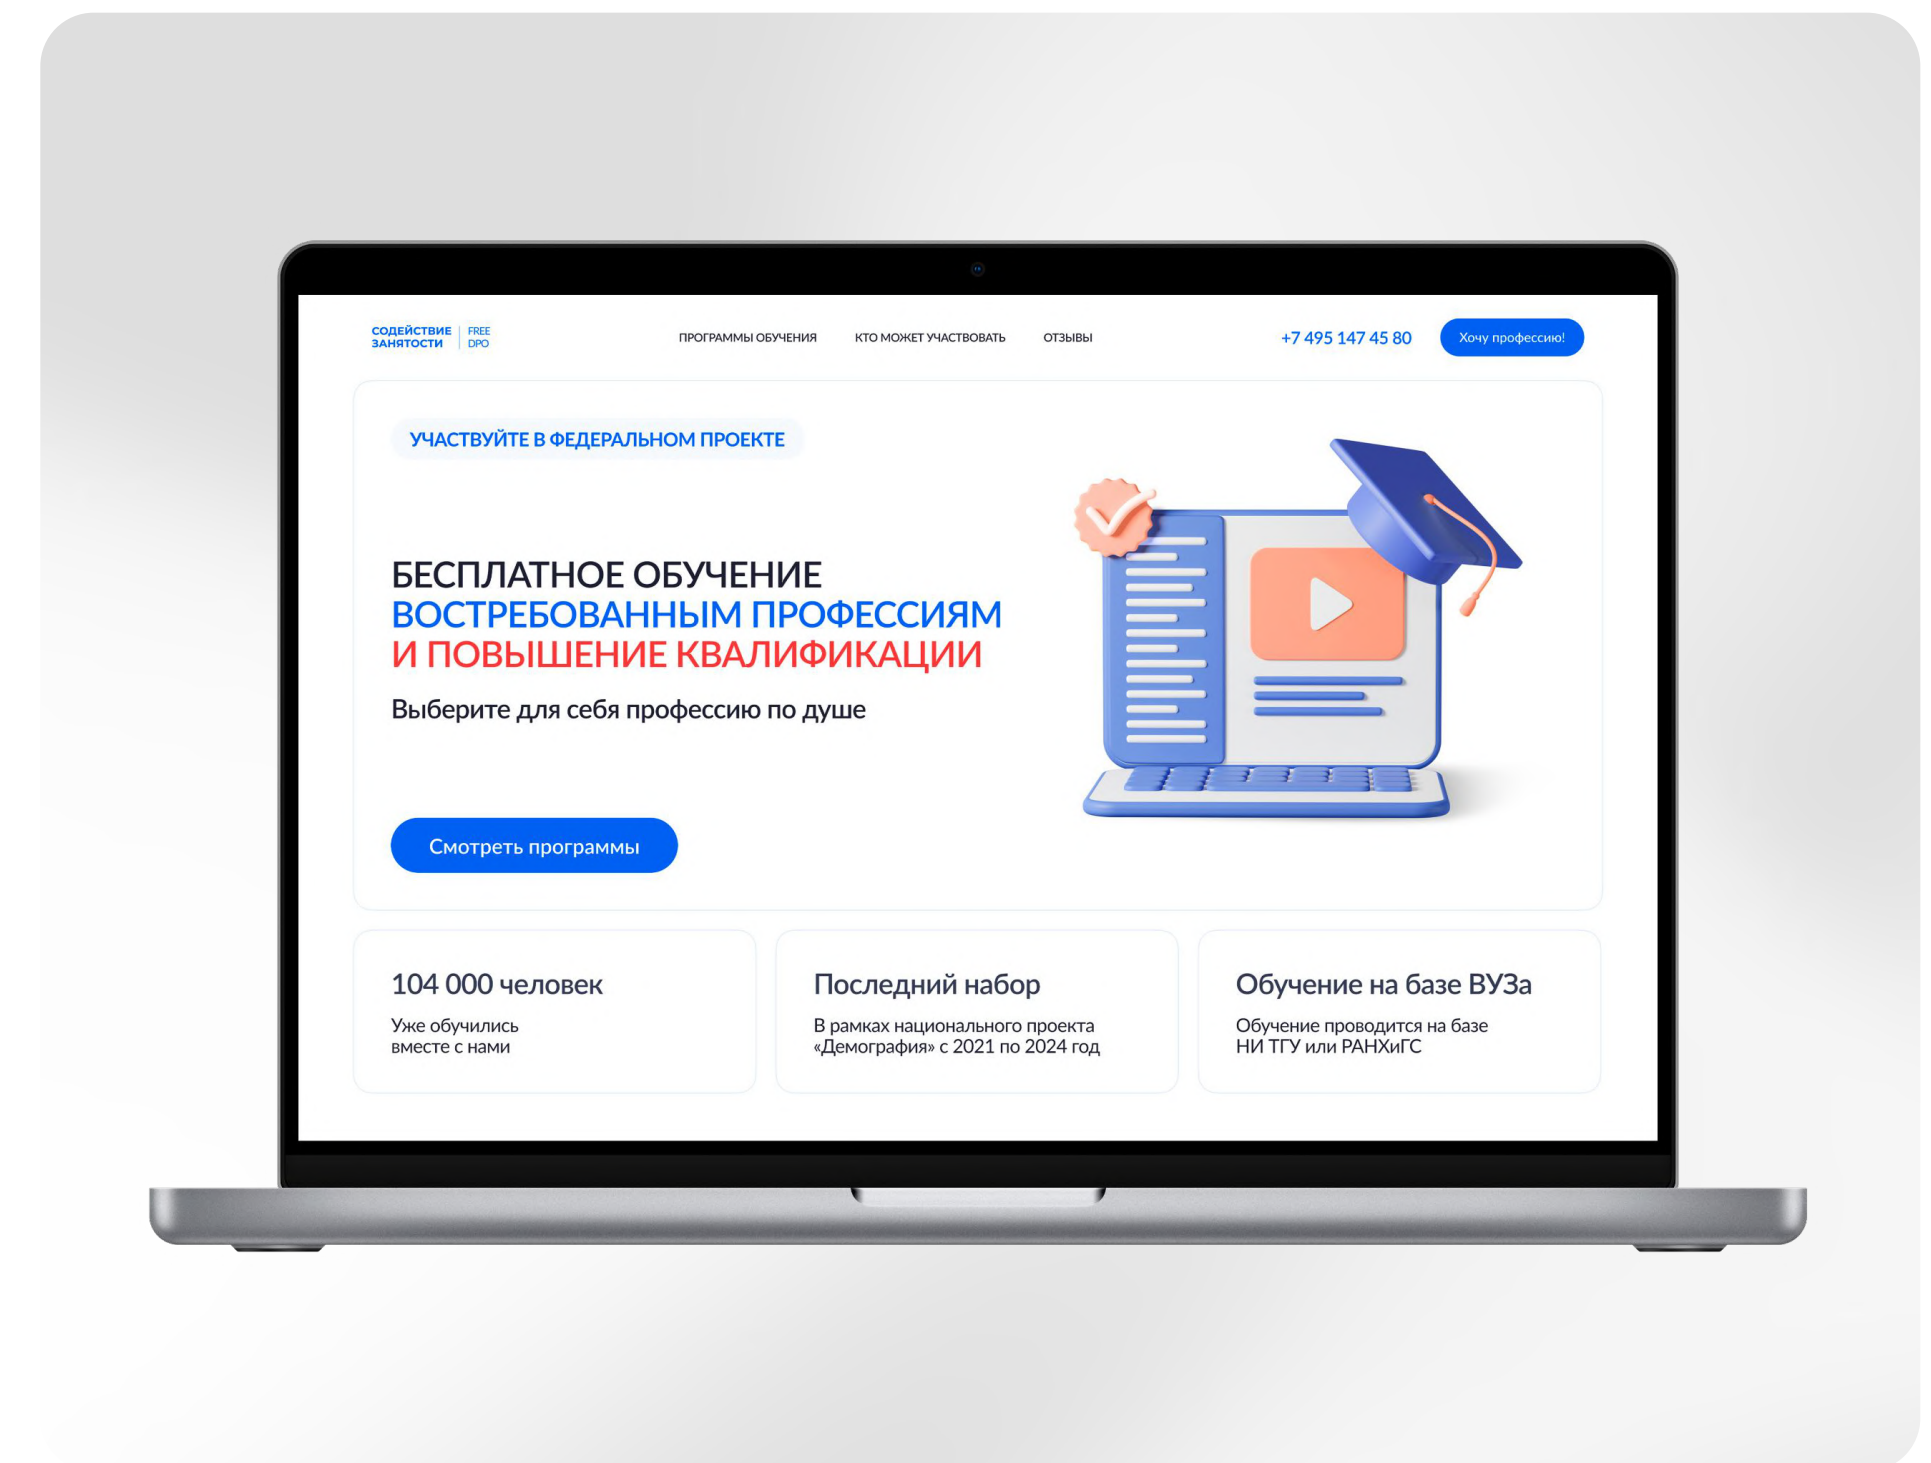 СОДЕЙСТВИЕ
ЗАНЯТОСТИ
FREE
DPO
ПРОГРАММЫ ОБУЧЕНИЯ
КТО МОЖЕТ УЧАСТВОВАТЬ
ОТЗЫВЫ
+7 495 147 45 80
Хочу профессию!
УЧАСТВУЙТЕ В ФЕДЕРАЛЬНОМ ПРОЕКТЕ
БЕСПЛАТНОЕ ОБУЧЕНИЕ
ВОСТРЕБОВАННЫМ ПРОФЕССИЯМ
И ПОВЫШЕНИЕ КВАЛИФИКАЦИИ
Выберите для себя профессию по душе
Смотреть программы
104 000 человек
Уже обучились
вместе с нами
Последний набор
В рамках национального проекта
«Демография» с 2021 по 2024 год
Обучение на базе ВУЗа
Обучение проводится на базе
НИ ТГУ или РАНХиГС